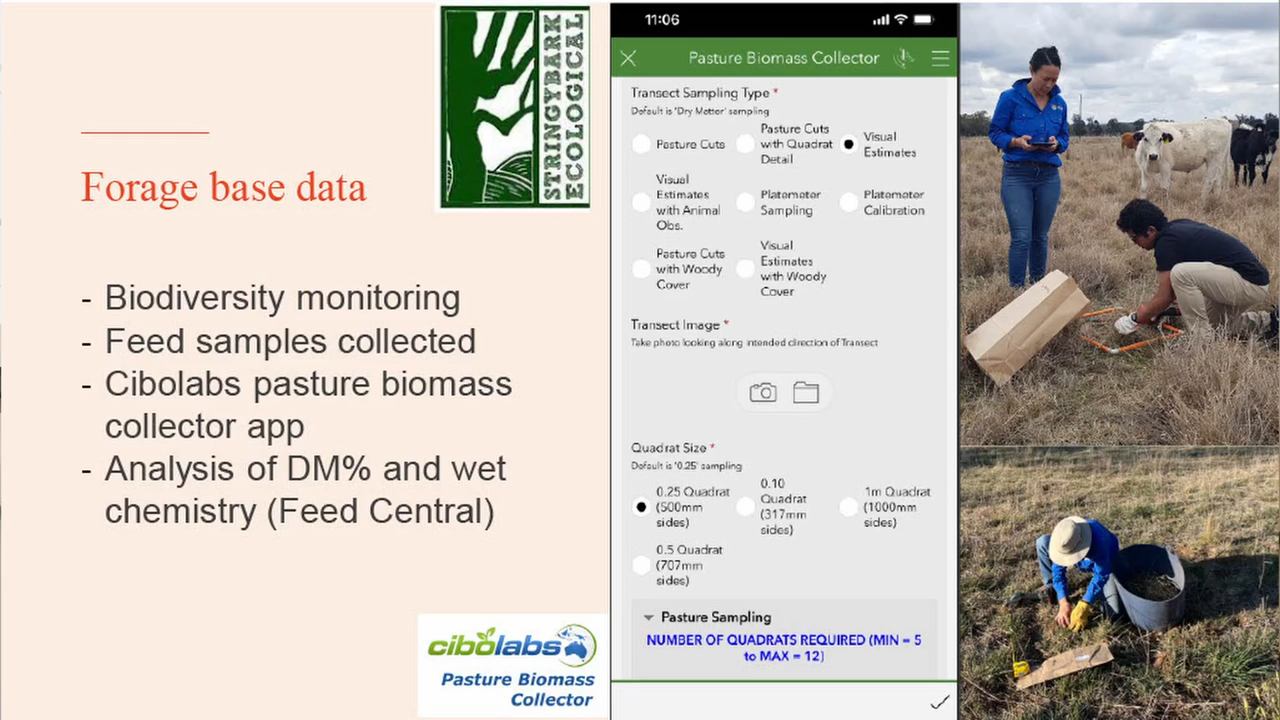 Forage base data
- Biodiversity monitoring
- Feed samples collected
- Cibolabs pasture biomass
collector app
- Analysis of DM% and wet
chemistry (Feed Central)
STRINGYBARK
ECOLOGICAL
cibolabs
Pasture Biomass
Collector
11:06
Pasture Biomass Collector
Transect Sampling Type *
Default is 'Dry Matter' sampling
Pasture Cuts
Pasture Cuts
with Quadrat
Detail
Visual
Estimates
Visual
Estimates
with Animal
Obs.
Platemeter
Sampling
Platemeter
Calibration
Pasture Cuts
with Woody
Cover
Visual
Estimates
with Woody
Cover
Transect Image *
Take photo looking along intended direction of Transect
Quadrat Size *
Default is '0.25' sampling
0.25 Quadrat
(500mm
sides)
0.10
Quadrat
(317mm
sides)
1m Quadrat
(1000mm
sides)
0.5 Quadrat
(707mm
sides)
Pasture Sampling
NUMBER OF QUADRATS REQUIRED (MIN = 5
to MAX = 12)